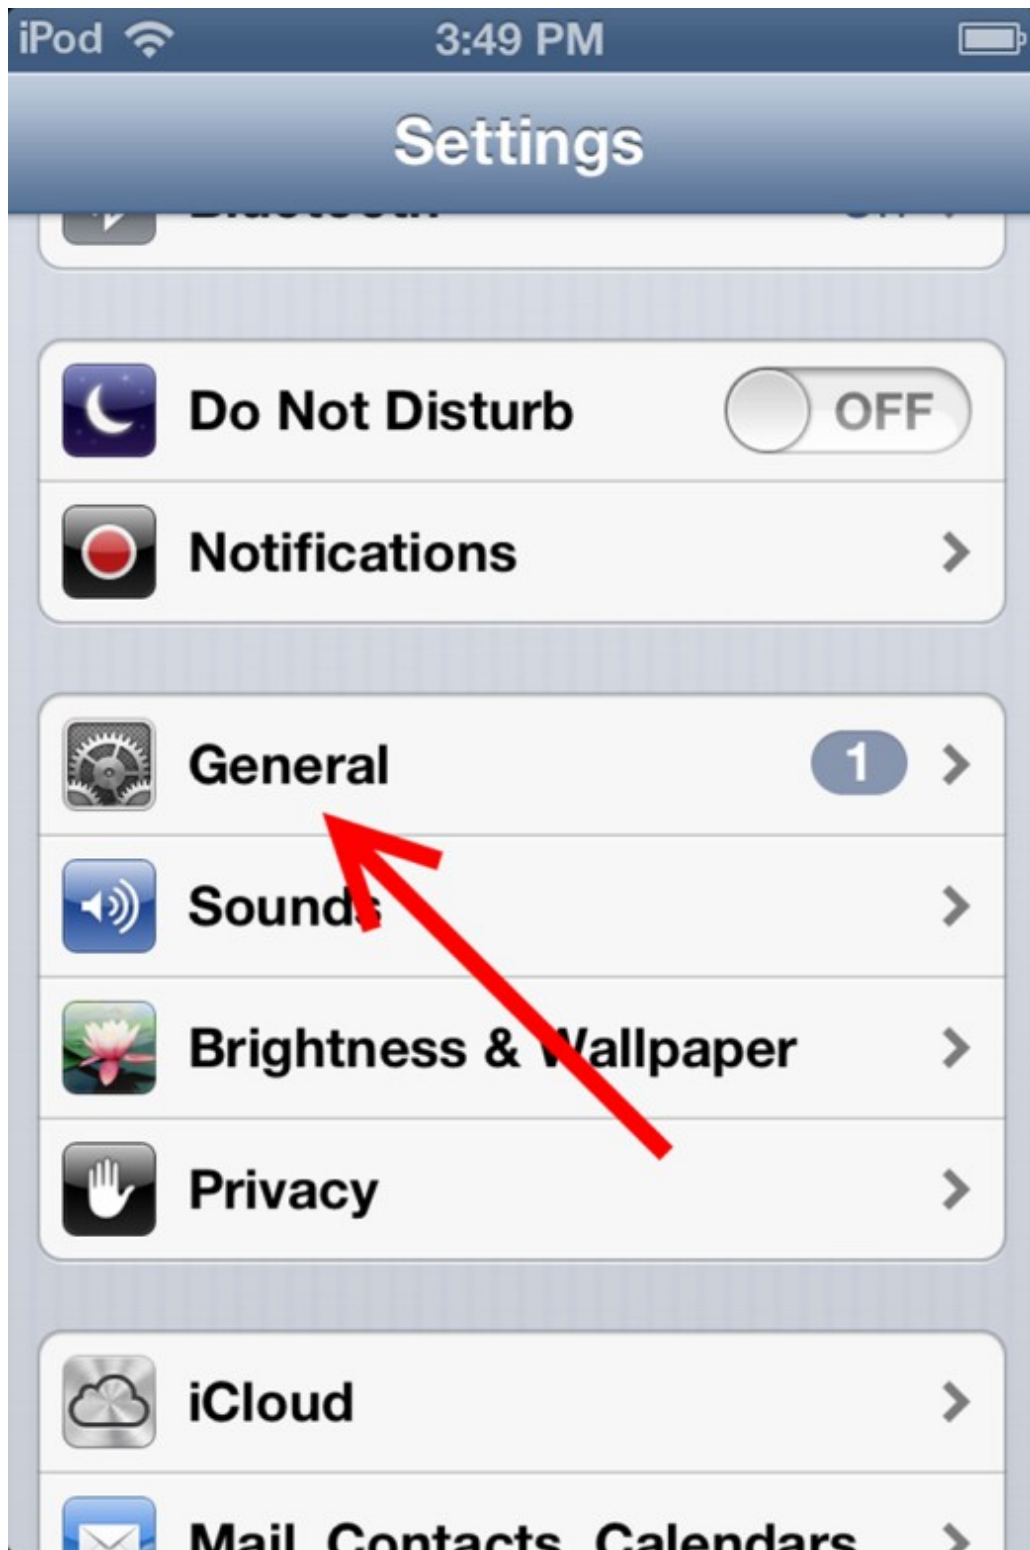 iPod 3:49 PM
Settings
Bluetooth
Do Not Disturb OFF
Notifications
General 1
Sounds
Brightness & Wallpaper
Privacy
iCloud
Mail, Contacts, Calendars